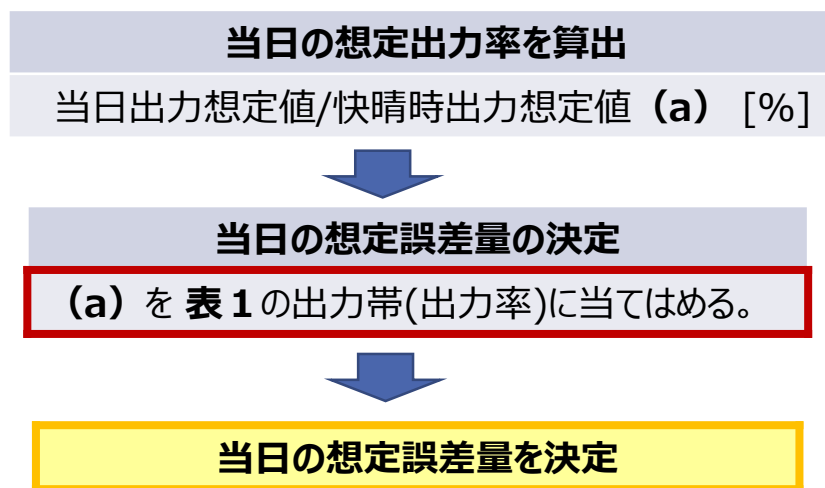 当日の想定出力率を算出
当日出力想定値/快晴時出力想定値（a） [%]
当日の想定誤差量の決定
（a）を 表１の出力帯(出力率)に当てはめる。
当日の想定誤差量を決定